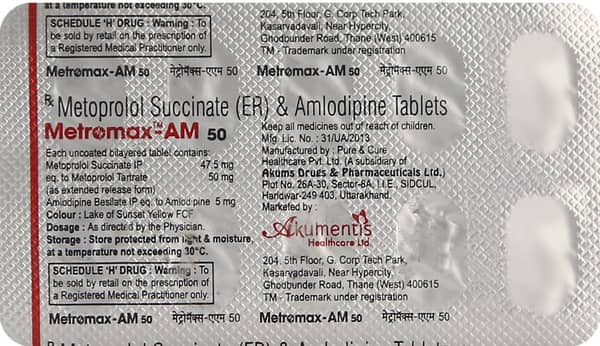 at a temperature not exceeding 30°C.
SCHEDULE 'H' DRUG : Warning : To
be sold by retail on the prescription of
a Registered Medical Practitioner only.
204, 5th Floor, G. Corp Tech Park,
Kasarvadavali, Near Hypercity,
Ghodbunder Road, Thane (West) 400615
TM - Trademark under registration
Metromax-AM 50 मेट्रोमॅक्स-एएम 50 Metromax-AM 50 मेट्रोमॅक्स-एएम 50
Rx Metoprolol Succinate (ER) & Amlodipine Tablets
Metromax™-AM 50
Each uncoated bilayered tablet contains:
Metoprolol Succinate IP 47.5 mg
eq. to Metoprolol Tartrate 50 mg
(as extended release form)
Amlodipine Besilate IP eq. to Amlodipine 5 mg
Colour : Lake of Sunset Yellow FCF
Dosage : As directed by the Physician.
Storage : Store protected from light & moisture,
at a temperature not exceeding 30°C.
Keep all medicines out of reach of children.
Mfg. Lic. No. : 31/UA/2013
Manufactured by : Pure & Cure
Healthcare Pvt. Ltd. (A subsidiary of
Akums Drugs & Pharmaceuticals Ltd.)
Plot No. 26A-30, Sector-8A, I.I.E., SIDCUL,
Haridwar-249 403, Uttarakhand.
Marketed by :
Akumentis
Healthcare Ltd.
SCHEDULE 'H' DRUG : Warning : To
be sold by retail on the prescription of
a Registered Medical Practitioner only.
204, 5th Floor, G. Corp Tech Park,
Kasarvadavali, Near Hypercity,
Ghodbunder Road, Thane (West) 400615
TM - Trademark under registration
Metromax-AM 50 मेट्रोमॅक्स-एएम 50 Metromax-AM 50 मेट्रोमॅक्स-एएम 50
Rx Metoprolol Succinate (ER) & Amlodipine